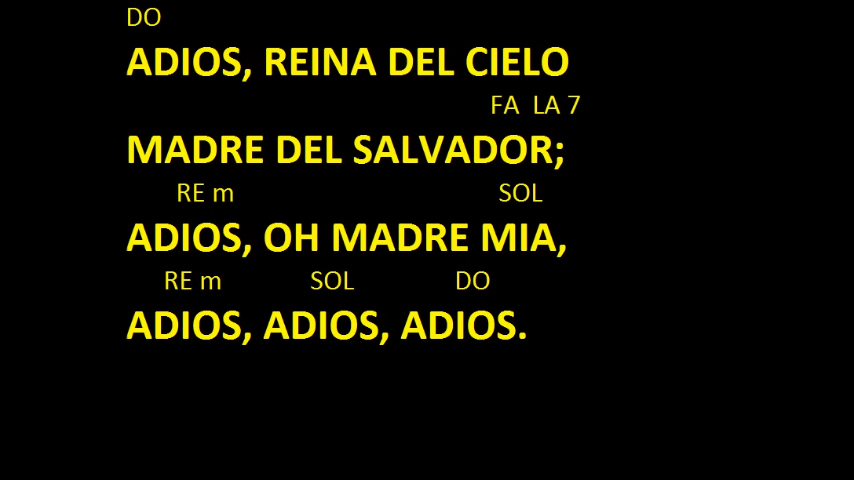 DO
ADIOS, REINA DEL CIELO
FA LA 7
MADRE DEL SALVADOR;
RE m SOL
ADIOS, OH MADRE MIA,
RE m SOL DO
ADIOS, ADIOS, ADIOS.